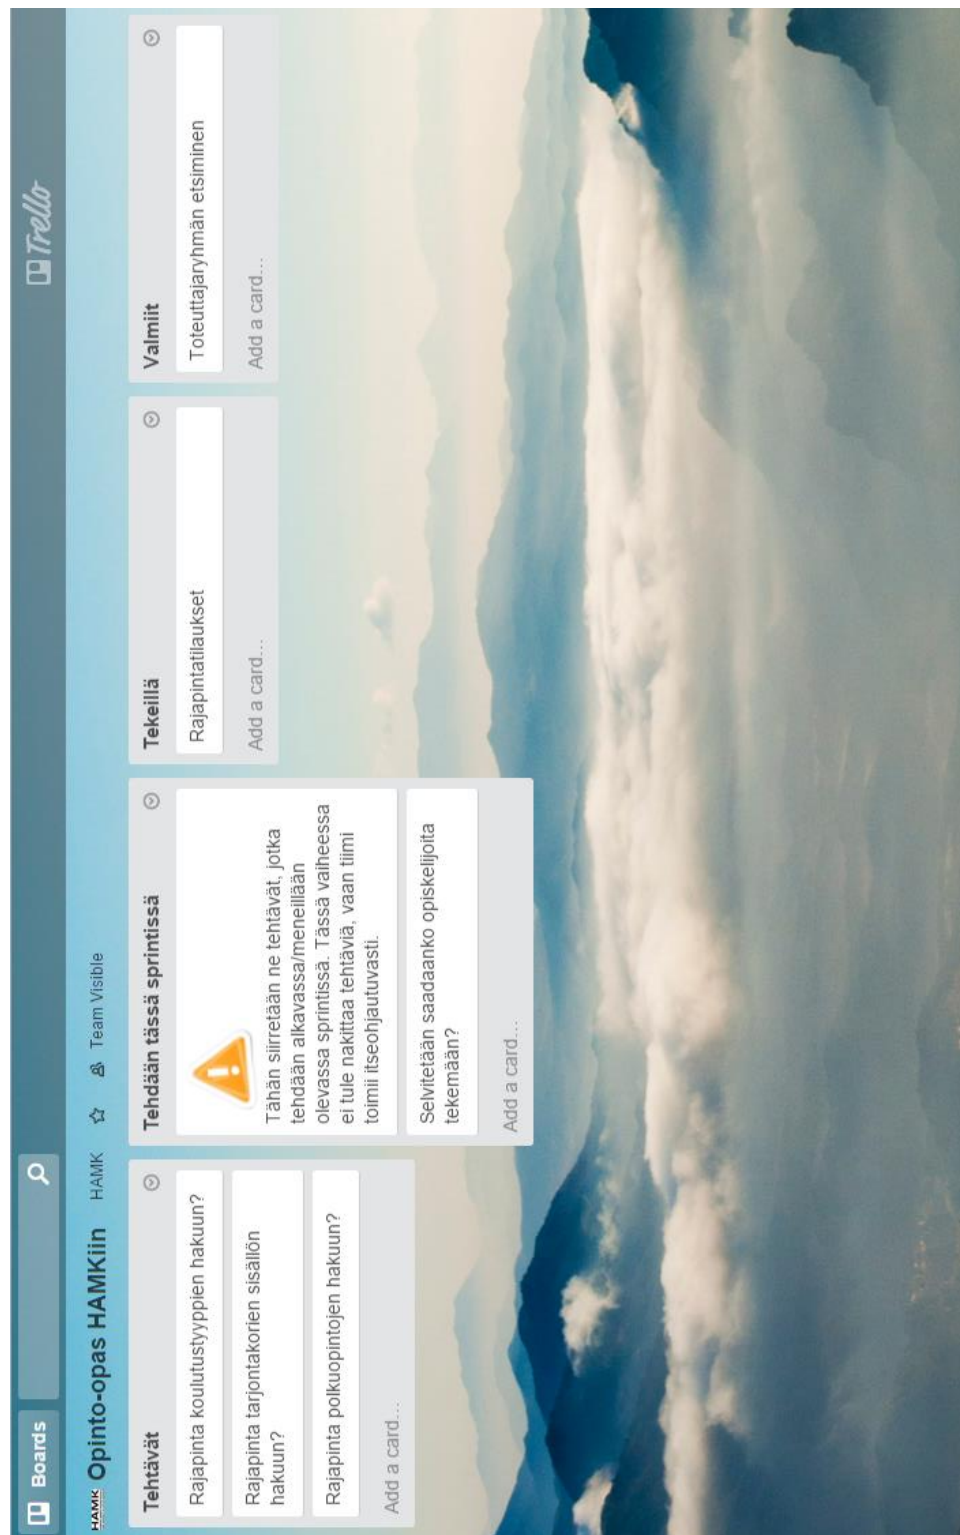 Boards
Trello
HAMK Opinto-opas HAMKiin HAMK Team Visible
Tehtävät
Rajapinta koulutustyyppien hakuun?
Rajapinta tarjontakorien sisällön
hakuun?
Rajapinta polkuopintojen hakuun?
Add a card...
Tehdään tässä sprintissä
Tähän siirretään ne tehtävät, jotka
tehdään alkavassa/meneillään
olevassa sprintissä. Tässä vaiheessa
ei tule nakittaa tehtäviä, vaan tiimi
toimii itseohjautuvasti.
Selvitetään saadaanko opiskelijoita
tekemään?
Add a card...
Tekeillä
Rajapintatilaukset
Add a card...
Valmiit
Toteuttajaryhmän etsiminen
Add a card...